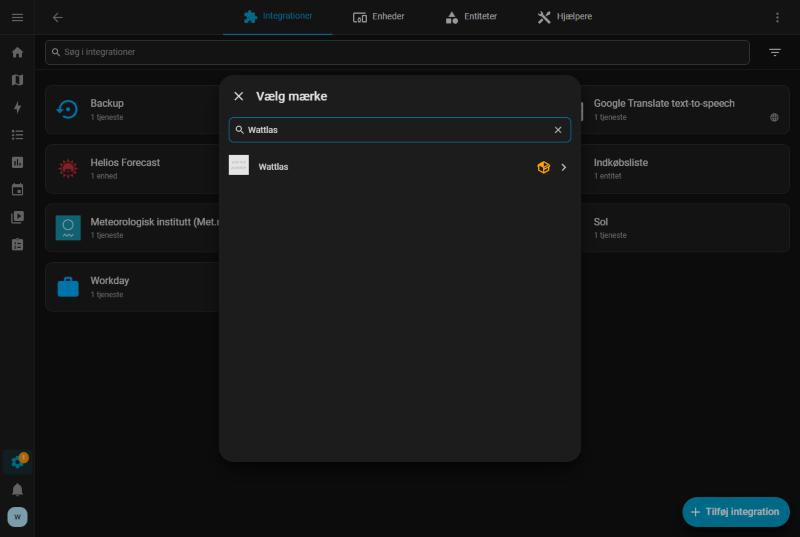 Integrationer
Enheder
Entiteter
Hjælpere
Søg i integrationer
Vælg mærke
Wattlas
Wattlas
Backup
1 tjeneste
Google Translate text-to-speech
1 tjeneste
Helios Forecast
1 enhed
Indkøbsliste
1 entitet
Meteorologisk institutt (Met.n
1 tjeneste
Sol
1 tjeneste
Workday
1 tjeneste
1
W
Tilføj integration